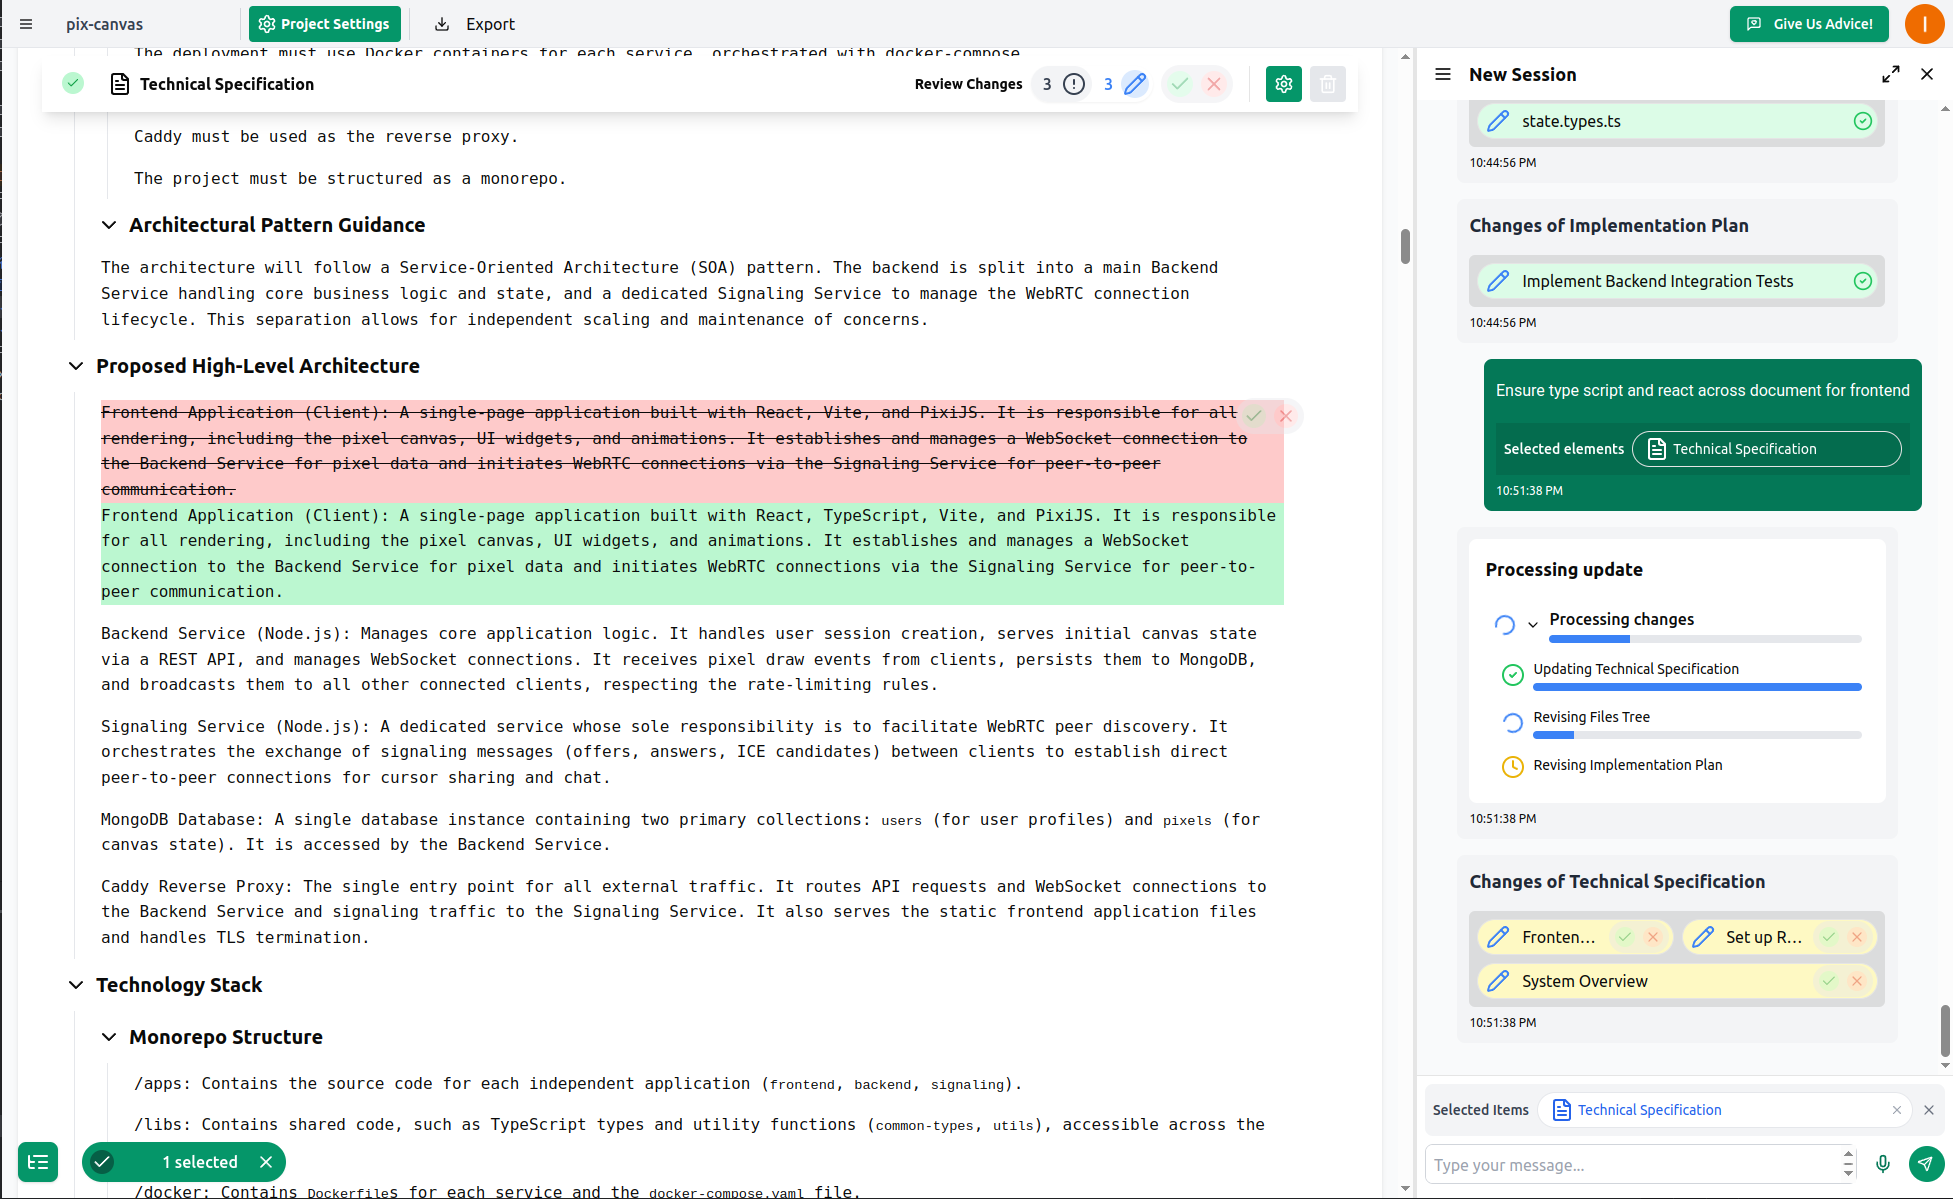 pix-canvas
Project Settings
Export
Give Us Advice!
The deployment must use Docker containers for each service, orchestrated with docker-compose
Technical Specification
Review Changes
3
3
Caddy must be used as the reverse proxy.
The project must be structured as a monorepo.
Architectural Pattern Guidance
The architecture will follow a Service-Oriented Architecture (SOA) pattern. The backend is split into a main Backend
Service handling core business logic and state, and a dedicated Signaling Service to manage the WebRTC connection
lifecycle. This separation allows for independent scaling and maintenance of concerns.
Proposed High-Level Architecture
Frontend Application (Client): A single-page application built with React, Vite, and PixiJS. It is responsible for all
rendering, including the pixel canvas, UI widgets, and animations. It establishes and manages a WebSocket connection to
the Backend Service for pixel data and initiates WebRTC connections via the Signaling Service for peer-to-peer
communication.
Frontend Application (Client): A single-page application built with React, TypeScript, Vite, and PixiJS. It is responsible
for all rendering, including the pixel canvas, UI widgets, and animations. It establishes and manages a WebSocket
connection to the Backend Service for pixel data and initiates WebRTC connections via the Signaling Service for peer-to-
peer communication.
Backend Service (Node.js): Manages core application logic. It handles user session creation, serves initial canvas state
via a REST API, and manages WebSocket connections. It receives pixel draw events from clients, persists them to MongoDB,
and broadcasts them to all other connected clients, respecting the rate-limiting rules.
Signaling Service (Node.js): A dedicated service whose sole responsibility is to facilitate WebRTC peer discovery. It
orchestrates the exchange of signaling messages (offers, answers, ICE candidates) between clients to establish direct
peer-to-peer connections for cursor sharing and chat.
MongoDB Database: A single database instance containing two primary collections: users (for user profiles) and pixels (for
canvas state). It is accessed by the Backend Service.
Caddy Reverse Proxy: The single entry point for all external traffic. It routes API requests and WebSocket connections to
the Backend Service and signaling traffic to the Signaling Service. It also serves the static frontend application files
and handles TLS termination.
Technology Stack
Monorepo Structure
/apps: Contains the source code for each independent application (frontend, backend, signaling).
/libs: Contains shared code, such as TypeScript types and utility functions (common-types, utils), accessible across the
/docker: Contains Dockerfiles for each service and the docker-compose.yaml file.
1 selected
I
New Session
state.types.ts
10:44:56 PM
Changes of Implementation Plan
Implement Backend Integration Tests
10:44:56 PM
Ensure type script and react across document for frontend
Selected elements
Technical Specification
10:51:38 PM
Processing update
Processing changes
Updating Technical Specification
Revising Files Tree
Revising Implementation Plan
10:51:38 PM
Changes of Technical Specification
Fronten...
Set up R...
System Overview
10:51:38 PM
Selected Items
Technical Specification
Type your message...